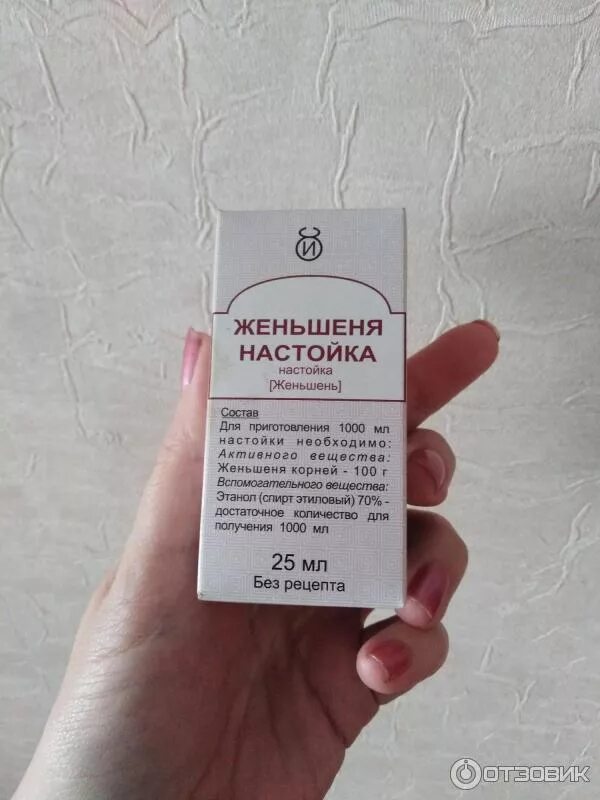 И
ЖЕНЬШЕНЯ
НАСТОЙКА
настойка
[Женьшень]
Состав
Для приготовления 1000 мл
настойки необходимо:
Активного вещества:
Женьшеня корней - 100 г
Вспомогательного вещества:
Этанол (спирт этиловый) 70% -
достаточное количество для
получения 1000 мл
25 мл
Без рецепта
ОТЗОВИК